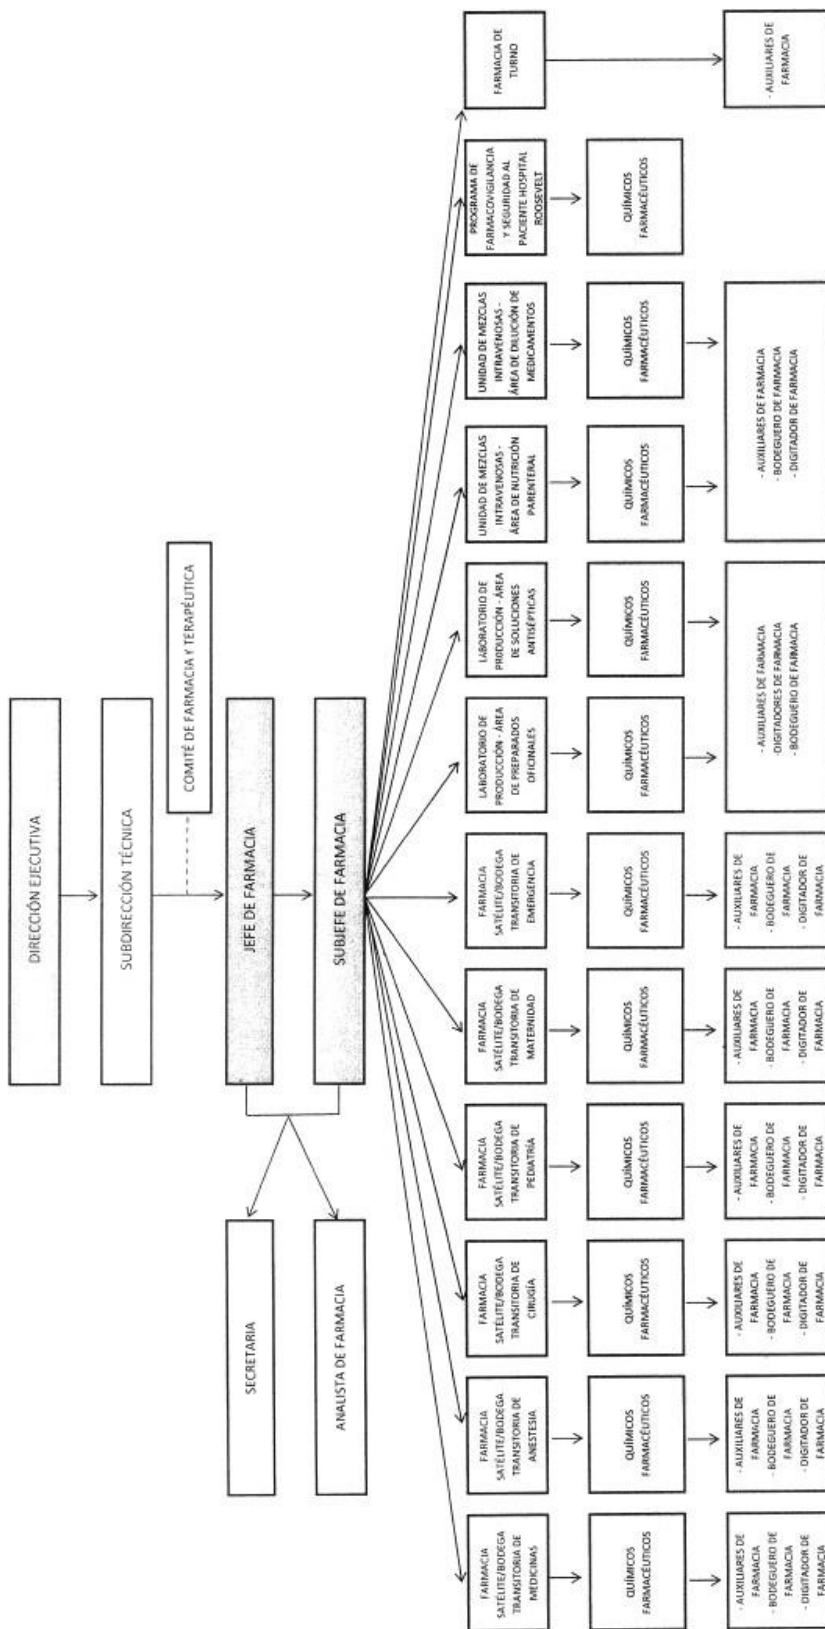 DIRECCIÓN EJECUTIVA
SUBDIRECCIÓN TÉCNICA
COMITÉ DE FARMACIA Y TERAPÉUTICA
SECRETARIA
JEFE DE FARMACIA
ANALISTA DE FARMACIA
SUBJEFE DE FARMACIA
FARMACIA
SATÉLITE/BODEGA
TRANSITORIA DE
MEDICINAS
FARMACIA
SATÉLITE/BODEGA
TRANSITORIA DE
ANESTESIA
FARMACIA
SATÉLITE/BODEGA
TRANSITORIA DE
CIRUGÍA
FARMACIA
SATÉLITE/BODEGA
TRANSITORIA DE
PEDIATRÍA
FARMACIA
SATÉLITE/BODEGA
TRANSITORIA DE
MATERNIDAD
FARMACIA
SATÉLITE/BODEGA
TRANSITORIA DE
EMERGENCIA
LABORATORIO DE
PRODUCCIÓN - ÁREA
DE PREPARADOS
OFICINALES
LABORATORIO DE
PRODUCCIÓN - ÁREA
DE SOLUCIONES
ANTISÉPTICAS
UNIDAD DE MEZCLAS
INTRAVENOSAS -
ÁREA DE NUTRICIÓN
PARENTERAL
UNIDAD DE MEZCLAS
INTRAVENOSAS -
ÁREA DE DILUCIÓN DE
MEDICAMENTOS
PROGRAMA DE
FARMACOVIGILANCIA
Y SEGURIDAD AL
PACIENTE HOSPITAL
ROOSEVELT
FARMACIA DE
TURNO
QUÍMICOS
FARMACÉUTICOS
QUÍMICOS
FARMACÉUTICOS
QUÍMICOS
FARMACÉUTICOS
QUÍMICOS
FARMACÉUTICOS
QUÍMICOS
FARMACÉUTICOS
QUÍMICOS
FARMACÉUTICOS
QUÍMICOS
FARMACÉUTICOS
QUÍMICOS
FARMACÉUTICOS
QUÍMICOS
FARMACÉUTICOS
QUÍMICOS
FARMACÉUTICOS
QUÍMICOS
FARMACÉUTICOS
- AUXILIARES DE
FARMACIA
- BODEGUERO DE
FARMACIA
- DIGITADOR DE
FARMACIA
- AUXILIARES DE
FARMACIA
- BODEGUERO DE
FARMACIA
- DIGITADOR DE
FARMACIA
- AUXILIARES DE
FARMACIA
- BODEGUERO DE
FARMACIA
- DIGITADOR DE
FARMACIA
- AUXILIARES DE
FARMACIA
- BODEGUERO DE
FARMACIA
- DIGITADOR DE
FARMACIA
- AUXILIARES DE
FARMACIA
- BODEGUERO DE
FARMACIA
- DIGITADOR DE
FARMACIA
- AUXILIARES DE
FARMACIA
- BODEGUERO DE
FARMACIA
- DIGITADOR DE
FARMACIA
- AUXILIARES DE FARMACIA
-DIGITADORES DE FARMACIA
- BODEGUERO DE FARMACIA
- AUXILIARES DE FARMACIA
- BODEGUERO DE FARMACIA
- DIGITADOR DE FARMACIA
- AUXILIARES DE
FARMACIA